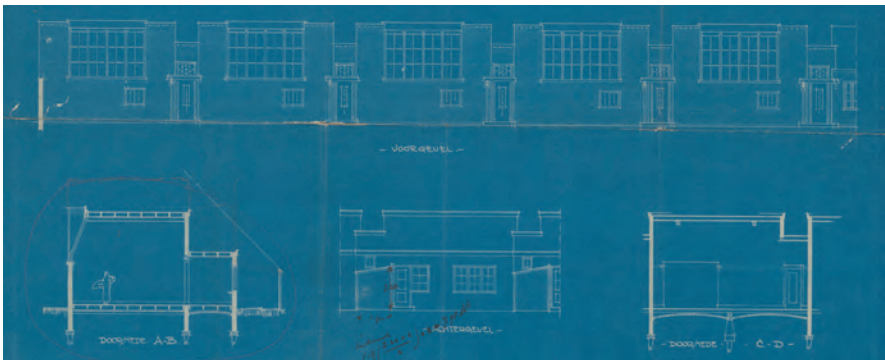 - VOORGEVEL -
DOORSNEDE A-B.
ACHTERGEVEL -
- DOORSNEDE - C-D -